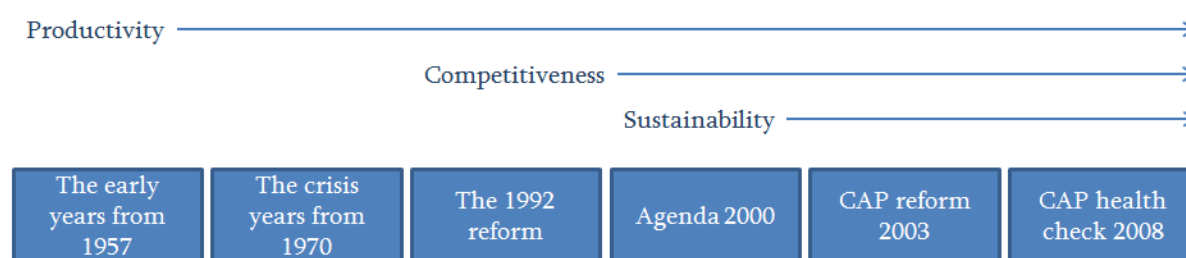 Productivity
Competitiveness
Sustainability
The early
years from
1957
The crisis
years from
1970
The 1992
reform
Agenda 2000
CAP reform
2003
CAP health
check 2008